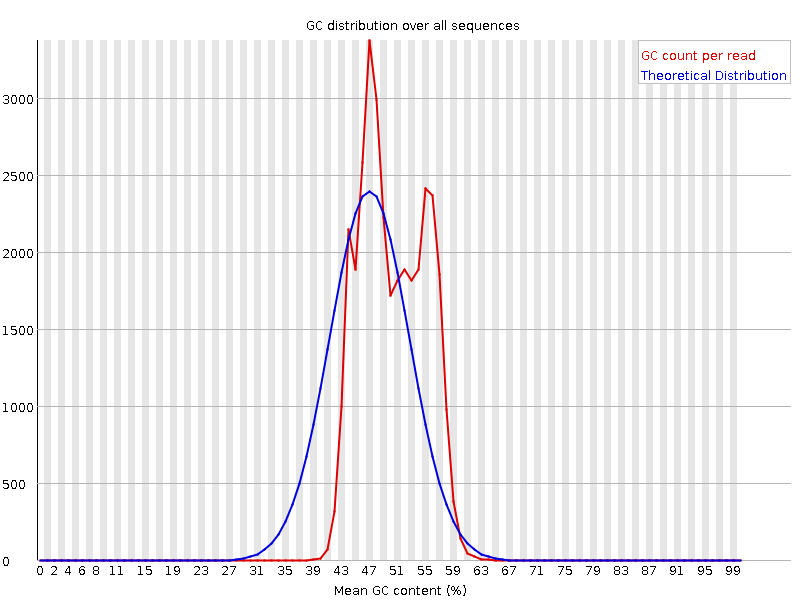 GC distribution over all sequences
GC count per read
Theoretical Distribution
3000
2500
2000
1500
1000
500
0
0 2 4 6 8 11 15 19 23 27 31 35 39 43 47 51 55 59 63 67 71 75 79 83 87 91 95 99
Mean GC content (%)